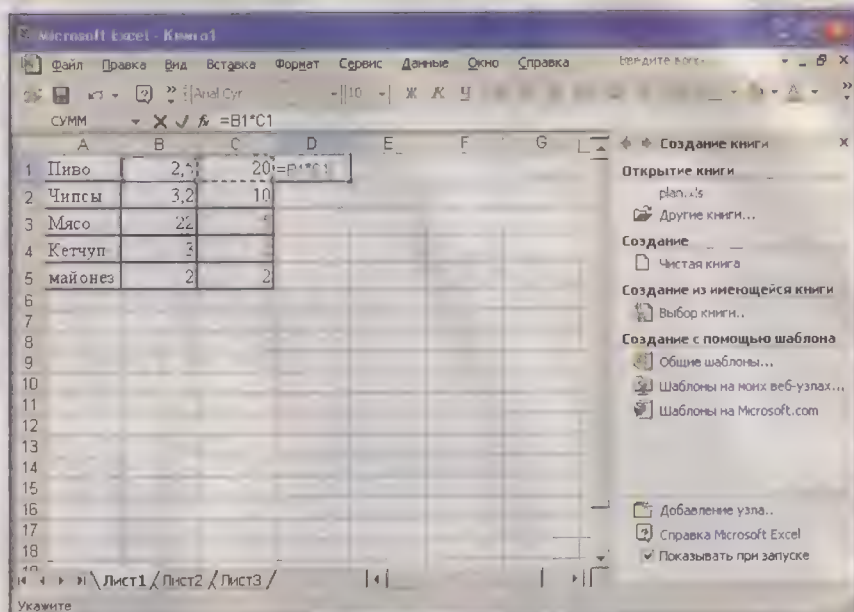 Microsoft Excel - Книга1
Файл Правка Вид Вставка Формат Сервис Данные Окно Справка
Arial Cyr 10 Ж К Ч
СУММ =B1*C1
A B C D E F G
1 Пиво 20 =B1*C1
2 Чипсы 3,2 10
3 Мясо 22
4 Кетчуп 3
5 майонез 2 2
6
7
8
9
10
11
12
13
14
15
16
17
18
Лист1 Лист2 Лист3
Укажите
Создание книги
Открытие книги
Другие книги...
Создание
Чистая книга
Создание из имеющейся книги
Выбор книги..
Создание с помощью шаблона
Общие шаблоны...
Шаблоны на моих веб-узлах...
Шаблоны на Microsoft.com
Добавление узла..
Справка Microsoft Excel
Показывать при запуске